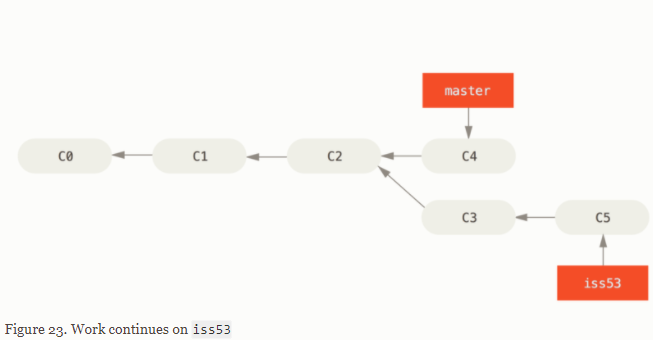 master
C0
C1
C2
C4
C3
C5
iss53
Figure 23. Work continues on iss53